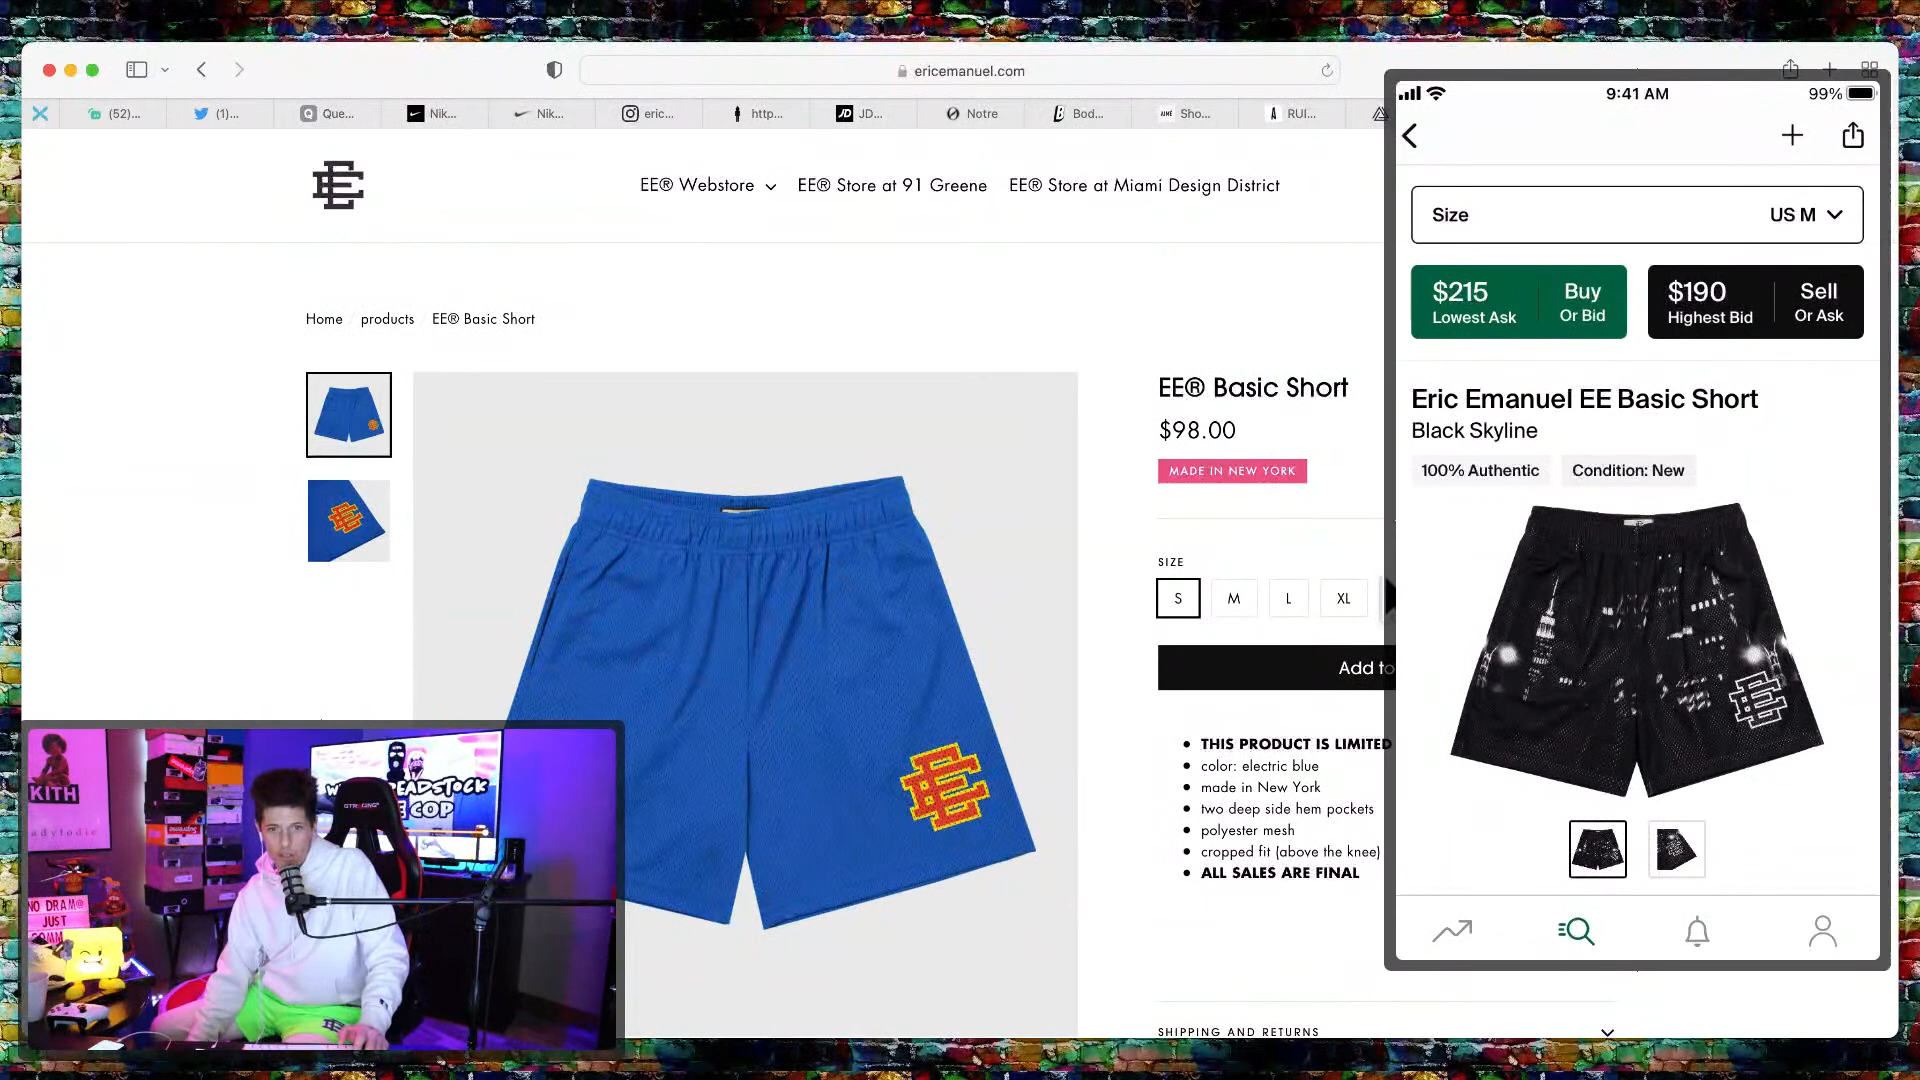 ericemanuel.com
(52)...
(1)...
Que...
Nik...
Nik...
eric...
http...
JD...
Notre
Bod...
Sho...
RUI...
EE® Webstore
EE® Store at 91 Greene
EE® Store at Miami Design District
Home / products / EE® Basic Short
EE® Basic Short
$98.00
MADE IN NEW YORK
SIZE
S
M
L
XL
Add to
THIS PRODUCT IS LIMITED
color: electric blue
made in New York
two deep side hem pockets
polyester mesh
cropped fit (above the knee)
ALL SALES ARE FINAL
SHIPPING AND RETURNS
9:41 AM
99%
Size
US M
$215
Lowest Ask
Buy
Or Bid
$190
Highest Bid
Sell
Or Ask
Eric Emanuel EE Basic Short
Black Skyline
100% Authentic
Condition: New
KITH
NO DRAM@
JUST
COP